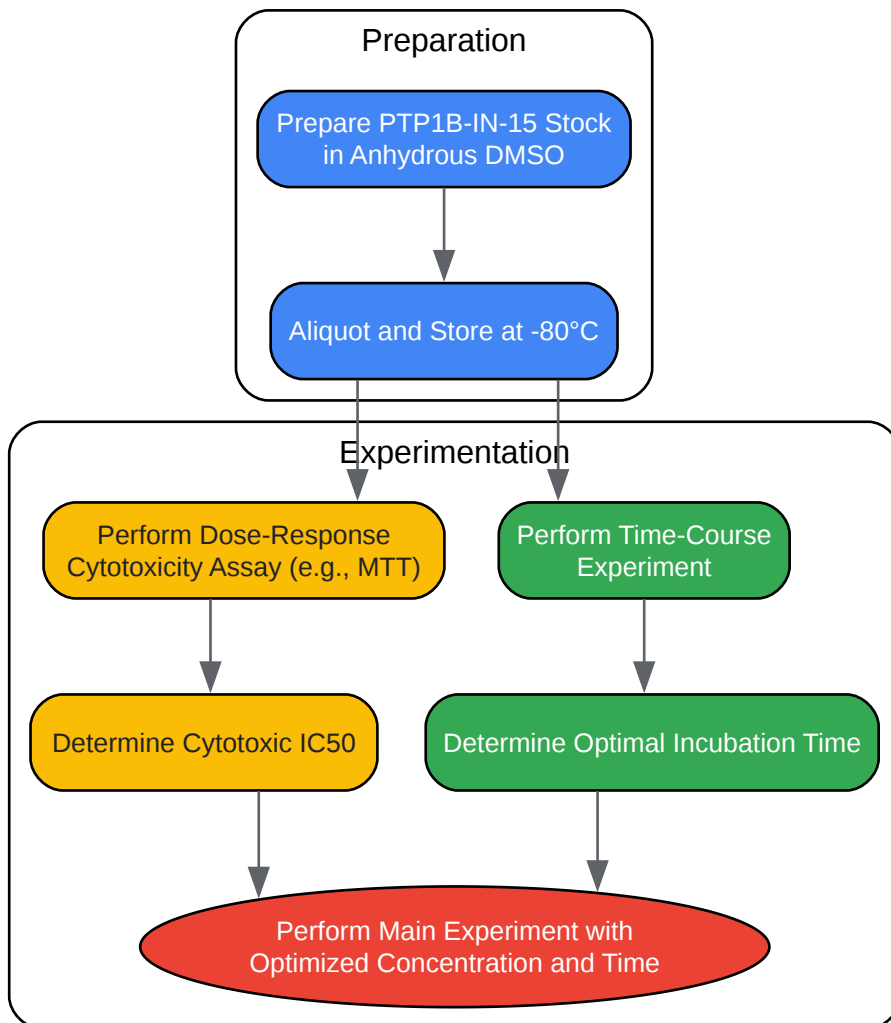 Preparation
Prepare PTP1B-IN-15 Stock
in Anhydrous DMSO
Aliquot and Store at -80°C
Experimentation
Perform Dose-Response
Cytotoxicity Assay (e.g., MTT)
Perform Time-Course
Experiment
Determine Cytotoxic IC50
Determine Optimal Incubation Time
Perform Main Experiment with
Optimized Concentration and Time